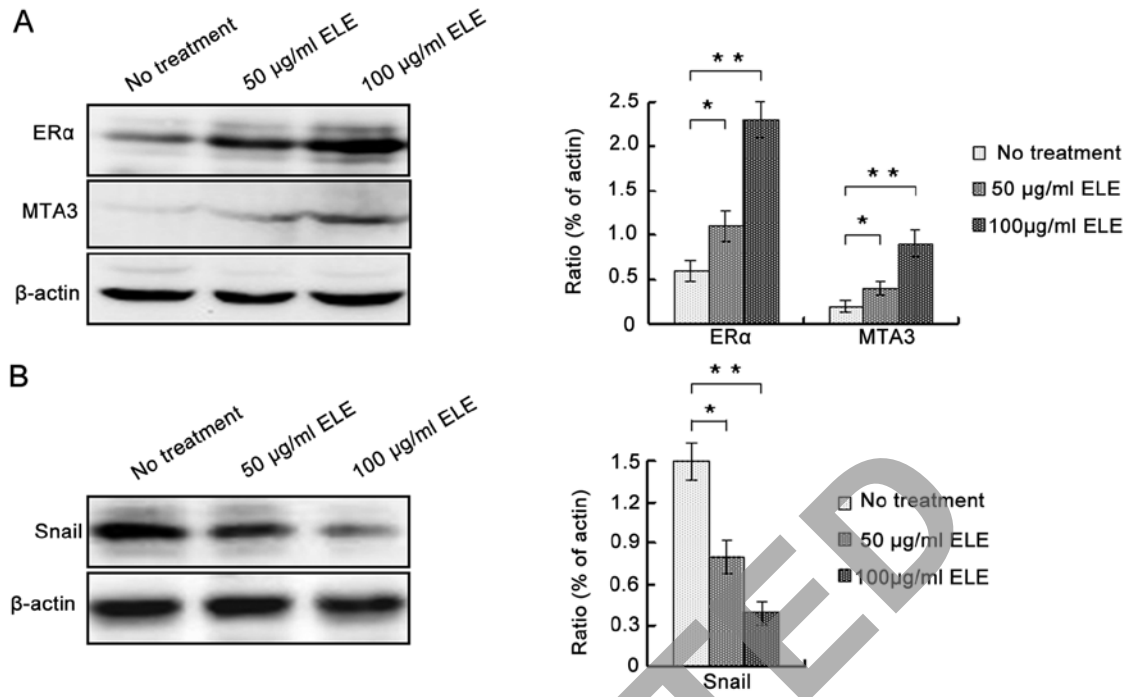 A
No treatment
50 µg/ml ELE
100 µg/ml ELE
ERα
MTA3
β-actin
* *
*
* *
*
2.5
2.0
1.5
1.0
0.5
0
Ratio (% of actin)
ERα
MTA3
No treatment
50 µg/ml ELE
100µg/ml ELE
B
No treatment
50 µg/ml ELE
100 µg/ml ELE
Snail
β-actin
* *
*
1.5
1.2
0.9
0.6
0.3
0
Ratio (% of actin)
Snail
No treatment
50 µg/ml ELE
100µg/ml ELE
TED